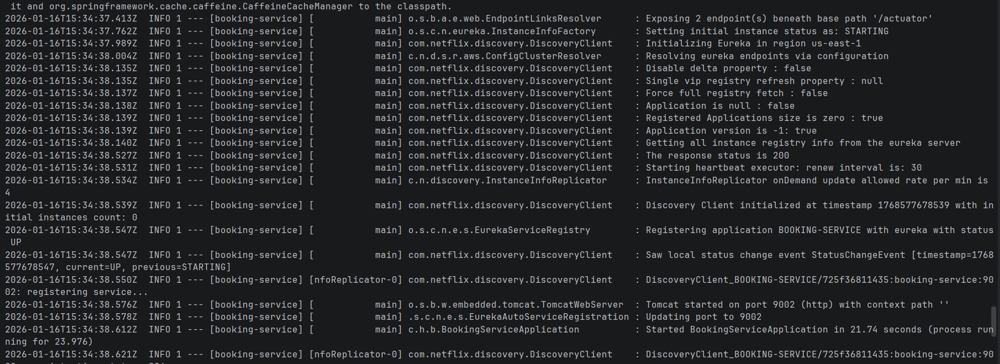 it and org.springframework.cache.caffeine.CaffeineCacheManager to the classpath.
2026-01-16T15:34:37.413Z  INFO 1 --- [booking-service] [           main] o.s.b.a.e.web.EndpointLinksResolver      : Exposing 2 endpoint(s) beneath base path '/actuator'
2026-01-16T15:34:37.762Z  INFO 1 --- [booking-service] [           main] o.s.c.n.eureka.InstanceInfoFactory       : Setting initial instance status as: STARTING
2026-01-16T15:34:37.989Z  INFO 1 --- [booking-service] [           main] com.netflix.discovery.DiscoveryClient    : Initializing Eureka in region us-east-1
2026-01-16T15:34:38.004Z  INFO 1 --- [booking-service] [           main] c.n.d.s.r.aws.ConfigClusterResolver      : Resolving eureka endpoints via configuration
2026-01-16T15:34:38.135Z  INFO 1 --- [booking-service] [           main] com.netflix.discovery.DiscoveryClient    : Disable delta property : false
2026-01-16T15:34:38.135Z  INFO 1 --- [booking-service] [           main] com.netflix.discovery.DiscoveryClient    : Single vip registry refresh property : null
2026-01-16T15:34:38.137Z  INFO 1 --- [booking-service] [           main] com.netflix.discovery.DiscoveryClient    : Force full registry fetch : false
2026-01-16T15:34:38.138Z  INFO 1 --- [booking-service] [           main] com.netflix.discovery.DiscoveryClient    : Application is null : false
2026-01-16T15:34:38.139Z  INFO 1 --- [booking-service] [           main] com.netflix.discovery.DiscoveryClient    : Registered Applications size is zero : true
2026-01-16T15:34:38.139Z  INFO 1 --- [booking-service] [           main] com.netflix.discovery.DiscoveryClient    : Application version is -1: true
2026-01-16T15:34:38.140Z  INFO 1 --- [booking-service] [           main] com.netflix.discovery.DiscoveryClient    : Getting all instance registry info from the eureka server
2026-01-16T15:34:38.527Z  INFO 1 --- [booking-service] [           main] com.netflix.discovery.DiscoveryClient    : The response status is 200
2026-01-16T15:34:38.531Z  INFO 1 --- [booking-service] [           main] com.netflix.discovery.DiscoveryClient    : Starting heartbeat executor: renew interval is: 30
2026-01-16T15:34:38.534Z  INFO 1 --- [booking-service] [           main] c.n.discovery.InstanceInfoReplicator     : InstanceInfoReplicator onDemand update allowed rate per min is
4
2026-01-16T15:34:38.539Z  INFO 1 --- [booking-service] [           main] com.netflix.discovery.DiscoveryClient    : Discovery Client initialized at timestamp 1768577678539 with in
itial instances count: 0
2026-01-16T15:34:38.547Z  INFO 1 --- [booking-service] [           main] o.s.c.n.e.s.EurekaServiceRegistry        : Registering application BOOKING-SERVICE with eureka with status
UP
2026-01-16T15:34:38.547Z  INFO 1 --- [booking-service] [           main] com.netflix.discovery.DiscoveryClient    : Saw local status change event StatusChangeEvent [timestamp=1768
577678547, current=UP, previous=STARTING]
2026-01-16T15:34:38.550Z  INFO 1 --- [booking-service] [nfoReplicator-0] com.netflix.discovery.DiscoveryClient    : DiscoveryClient_BOOKING-SERVICE/725f36811435:booking-service:90
02: registering service...
2026-01-16T15:34:38.576Z  INFO 1 --- [booking-service] [           main] o.s.b.w.embedded.tomcat.TomcatWebServer  : Tomcat started on port 9002 (http) with context path ''
2026-01-16T15:34:38.578Z  INFO 1 --- [booking-service] [           main] .s.c.n.e.s.EurekaAutoServiceRegistration : Updating port to 9002
2026-01-16T15:34:38.612Z  INFO 1 --- [booking-service] [           main] c.h.b.BookingServiceApplication          : Started BookingServiceApplication in 21.74 seconds (process run
ning for 23.976)
2026-01-16T15:34:38.621Z  INFO 1 --- [booking-service] [nfoReplicator-0] com.netflix.discovery.DiscoveryClient    : DiscoveryClient_BOOKING-SERVICE/725f36811435:booking-service:90